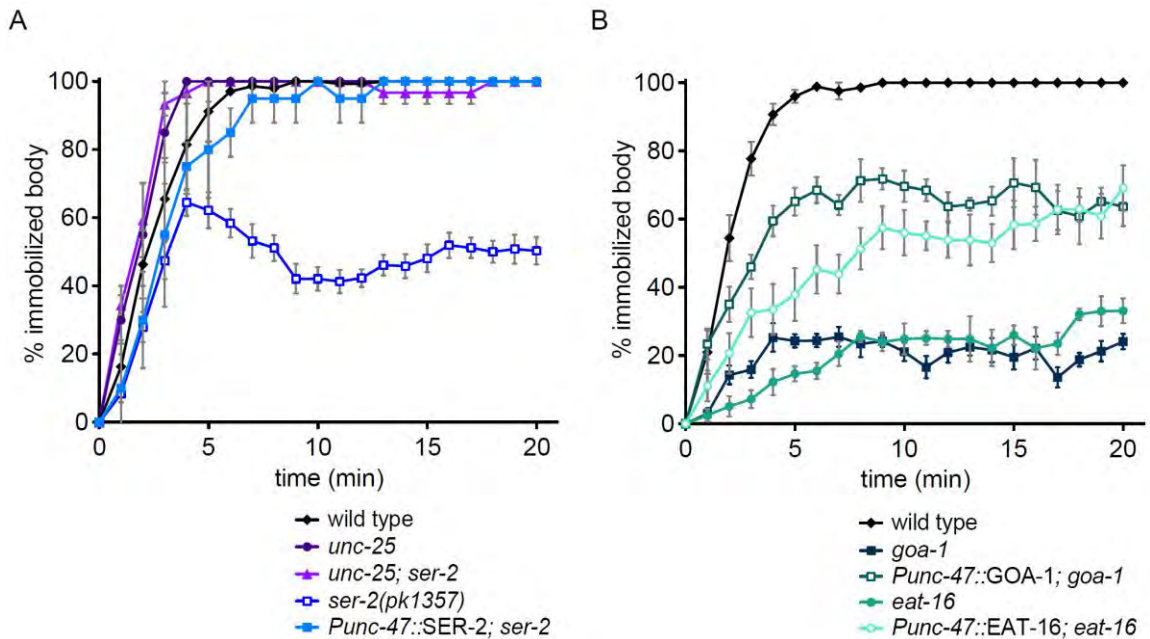 A
% immobilized body
100
80
60
40
20
0
0 5 10 15 20
time (min)
wild type
unc-25
unc-25; ser-2
ser-2(pk1357)
Punc-47::SER-2; ser-2
B
% immobilized body
100
80
60
40
20
0
0 5 10 15 20
time (min)
wild type
goa-1
Punc-47::GOA-1; goa-1
eat-16
Punc-47::EAT-16; eat-16